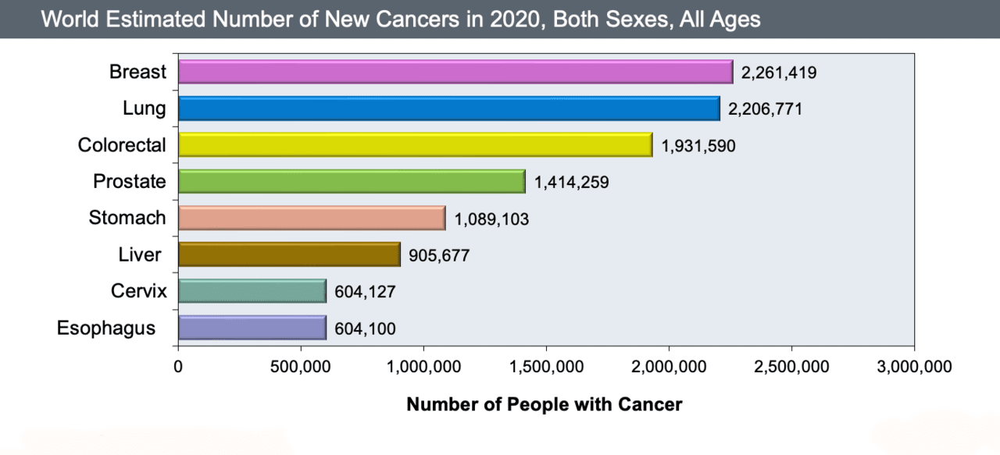 World Estimated Number of New Cancers in 2020, Both Sexes, All Ages
Breast 2,261,419
Lung 2,206,771
Colorectal 1,931,590
Prostate 1,414,259
Stomach 1,089,103
Liver 905,677
Cervix 604,127
Esophagus 604,100
0 500,000 1,000,000 1,500,000 2,000,000 2,500,000 3,000,000
Number of People with Cancer